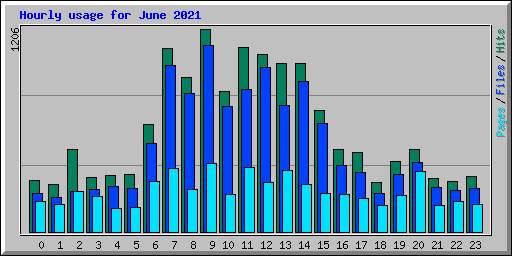 Hourly usage for June 2021
1206
Pages/Files/Hits
0 1 2 3 4 5 6 7 8 9 10 11 12 13 14 15 16 17 18 19 20 21 22 23